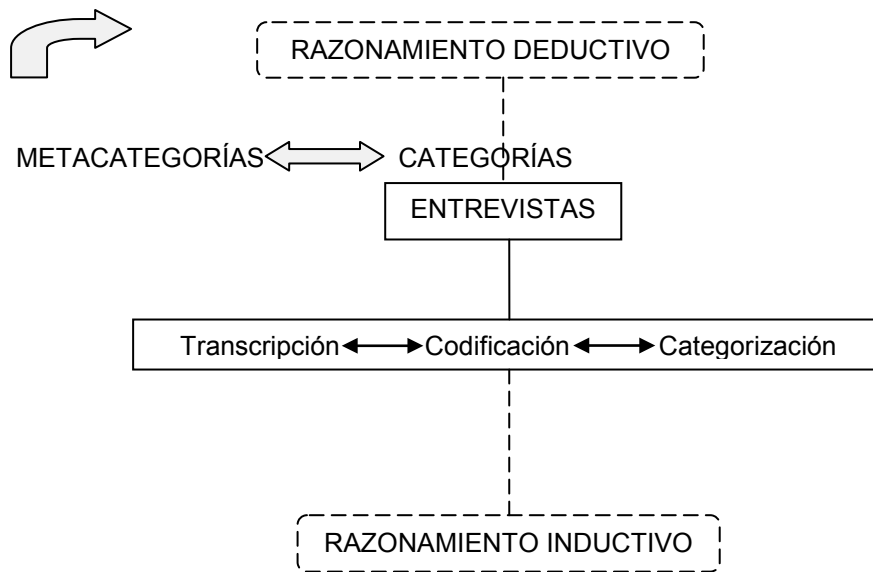 RAZONAMIENTO DEDUCTIVO
METACATEGORÍAS CATEGORÍAS
ENTREVISTAS
Transcripción Codificación Categorización
RAZONAMIENTO INDUCTIVO